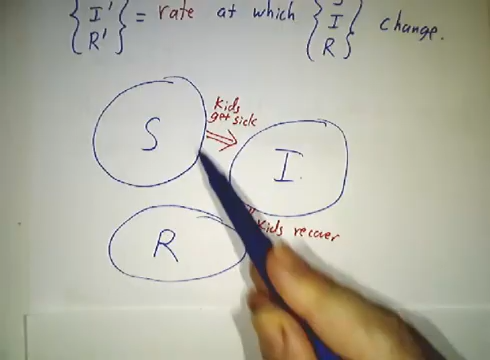 I' = rate at which I change.
R' R
Kids
get sick
S
I
Kids recover
R